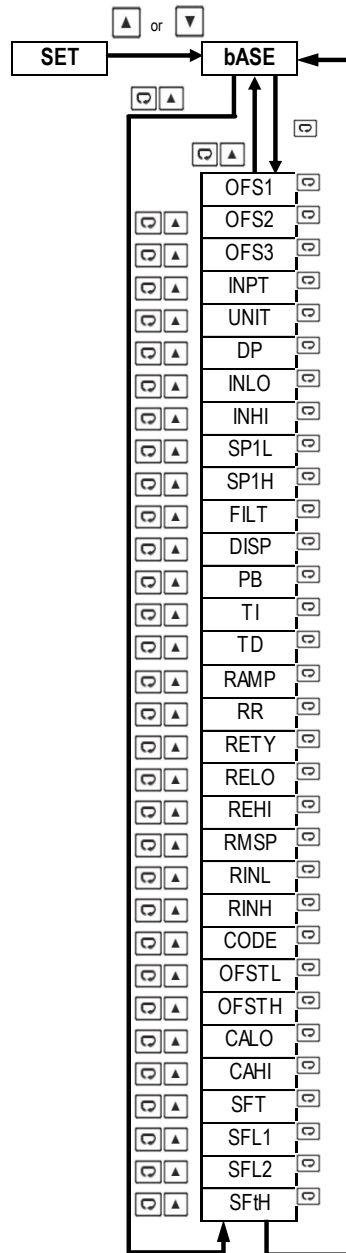 or
SET
bASE
OFS1
OFS2
OFS3
INPT
UNIT
DP
INLO
INHI
SP1L
SP1H
FILT
DISP
PB
TI
TD
RAMP
RR
RETY
RELO
REHI
RMSP
RINL
RINH
CODE
OFSTL
OFSTH
CALO
CAHI
SFT
SFL1
SFL2
SFtH